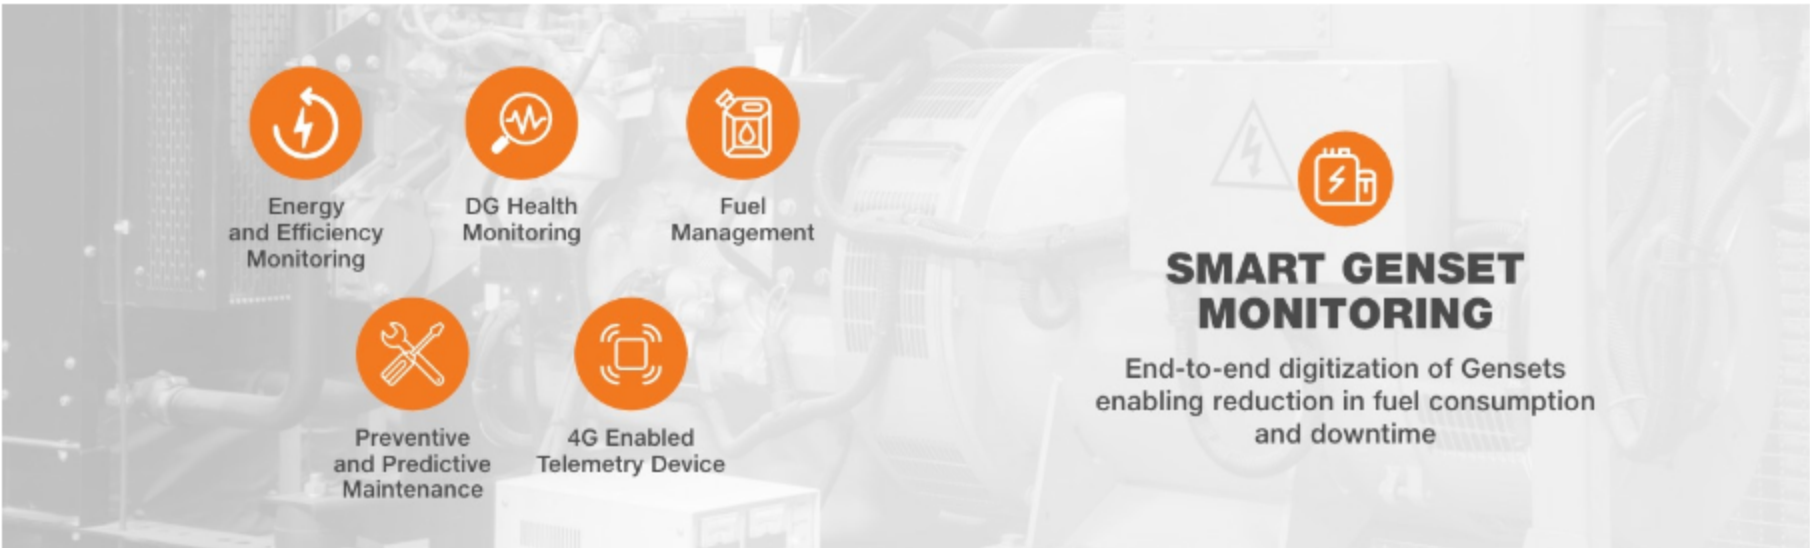 Energy
and Efficiency
Monitoring
DG Health
Monitoring
Fuel
Management
Preventive
and Predictive
Maintenance
4G Enabled
Telemetry Device
SMART GENSET
MONITORING
End-to-end digitization of Gensets
enabling reduction in fuel consumption
and downtime